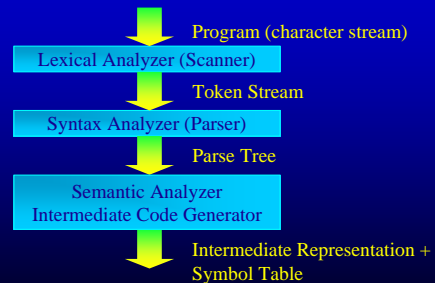 Program (character stream)
Lexical Analyzer (Scanner)
Token Stream
Syntax Analyzer (Parser)
Parse Tree
Semantic Analyzer
Intermediate Code Generator
Intermediate Representation +
Symbol Table